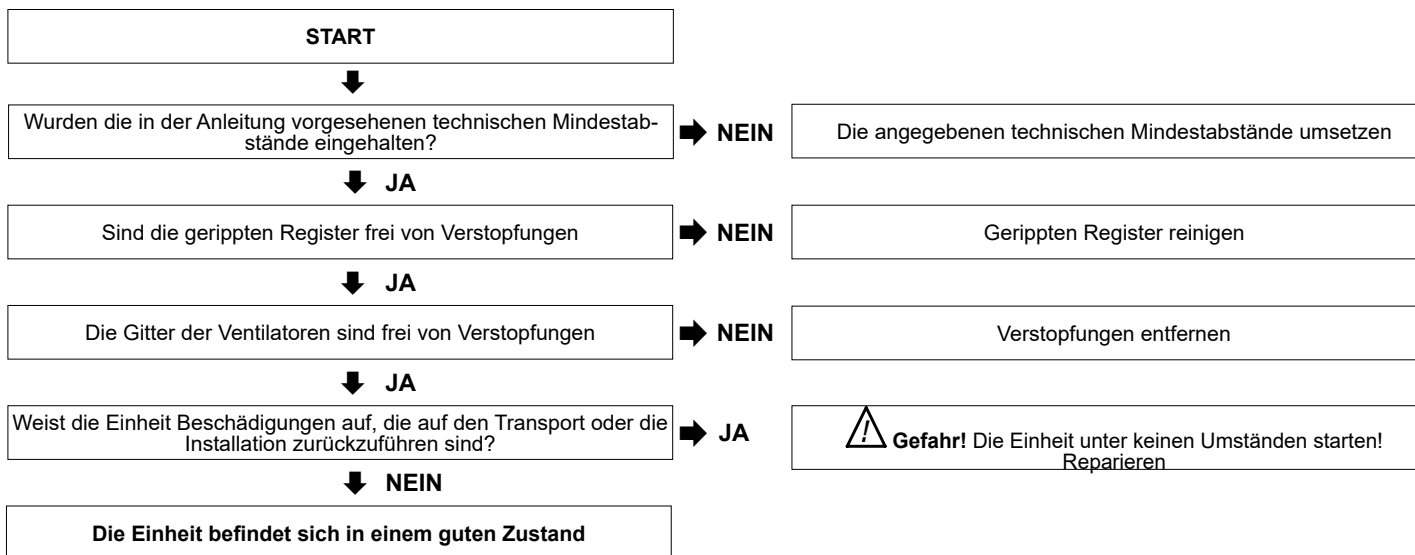 START
Wurden die in der Anleitung vorgesehenen technischen Mindestab-
stände eingehalten?
NEIN
Die angegebenen technischen Mindestabstände umsetzen
JA
Sind die gerippten Register frei von Verstopfungen
NEIN
Gerippten Register reinigen
JA
Die Gitter der Ventilatoren sind frei von Verstopfungen
NEIN
Verstopfungen entfernen
JA
Weist die Einheit Beschädigungen auf, die auf den Transport oder die
Installation zurückzuführen sind?
JA
! Gefahr! Die Einheit unter keinen Umständen starten!
Reparieren
NEIN
Die Einheit befindet sich in einem guten Zustand